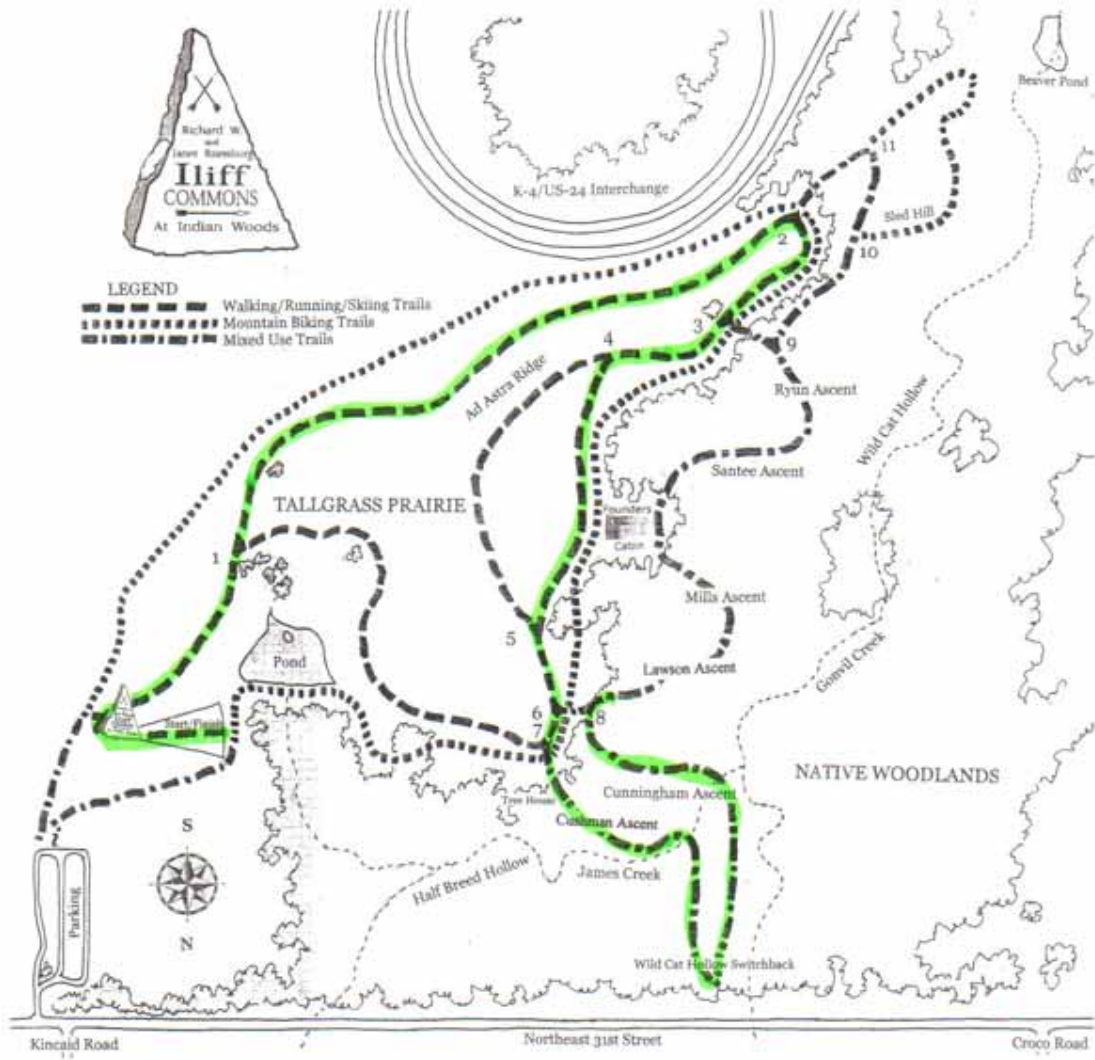 Richard W.
and
Janet Rosenburg
Iliff
COMMONS
At Indian Woods
LEGEND
Walking/Running/Skiing Trails
Mountain Biking Trails
Mixed Use Trails
K-4/US-24 Interchange
Beaver Pond
11
Sled Hill
10
2
3
9
4
Ad Astra Ridge
Ryun Ascent
Wild Cat Hollow
Santee Ascent
TALLGRASS PRAIRIE
Founders
Cabin
1
Mills Ascent
5
Pond
Lawson Ascent
Gonvil Creek
Start/Finish
6
8
7
NATIVE WOODLANDS
Cunningham Ascent
Tree House
Cushman Ascent
James Creek
Half Breed Hollow
S
N
Parking
Wild Cat Hollow Switchback
Kincaid Road
Northeast 31st Street
Croco Road